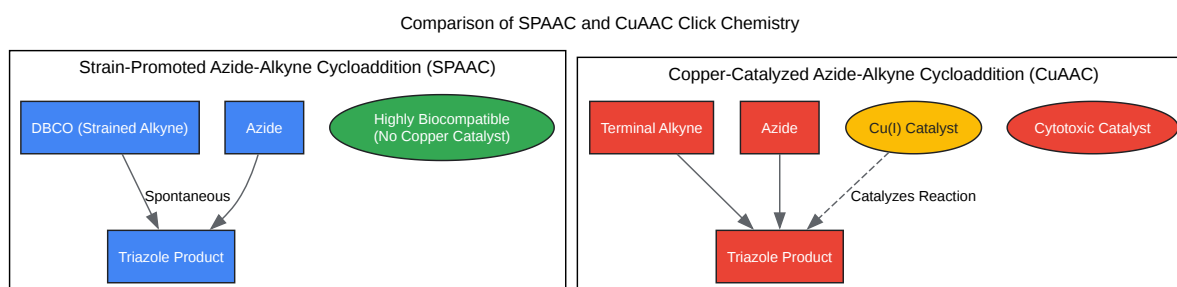 Comparison of SPAAC and CuAAC Click Chemistry
Strain-Promoted Azide-Alkyne Cycloaddition (SPAAC)
DBCO (Strained Alkyne)
Azide
Highly Biocompatible
(No Copper Catalyst)
Spontaneous
Triazole Product
Copper-Catalyzed Azide-Alkyne Cycloaddition (CuAAC)
Terminal Alkyne
Azide
Cu(I) Catalyst
Cytotoxic Catalyst
Catalyzes Reaction
Triazole Product